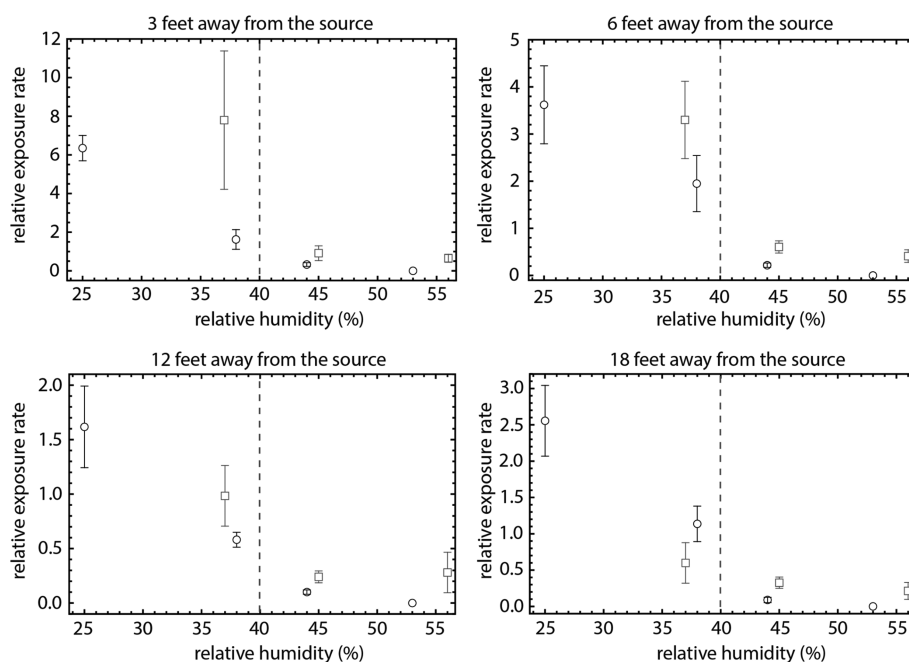 3 feet away from the source
12
10
8
6
4
2
0
relative exposure rate
25 30 35 40 45 50 55
relative humidity (%)
6 feet away from the source
5
4
3
2
1
0
relative exposure rate
25 30 35 40 45 50 55
relative humidity (%)
12 feet away from the source
2.0
1.5
1.0
0.5
0.0
relative exposure rate
25 30 35 40 45 50 55
relative humidity (%)
18 feet away from the source
3.0
2.5
2.0
1.5
1.0
0.5
0.0
relative exposure rate
25 30 35 40 45 50 55
relative humidity (%)